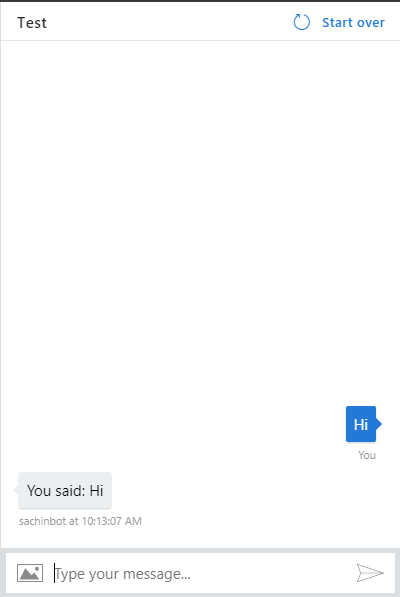 Test
Start over
Hi
You
You said: Hi
sachinbot at 10:13:07 AM
Type your message...